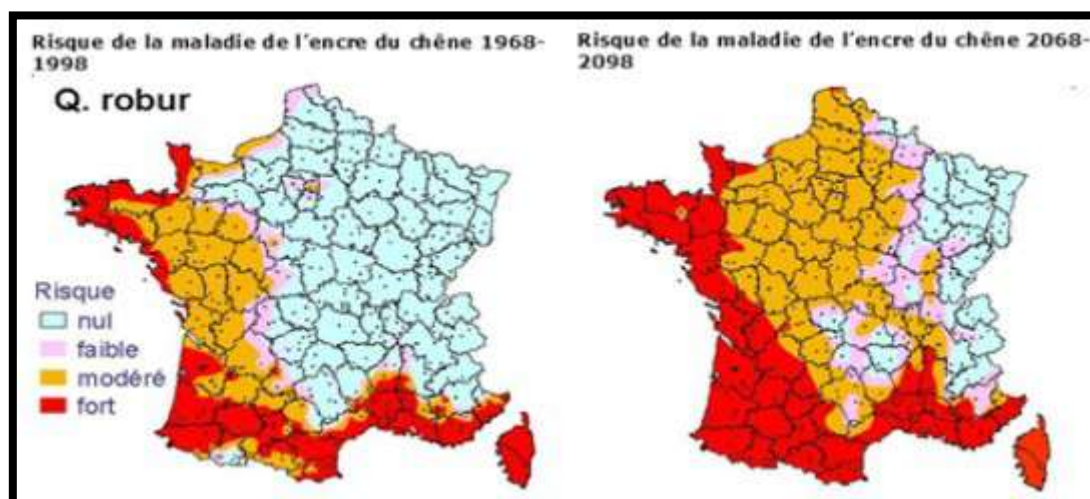 Risque de la maladie de l'encre du chêne 1968-
1998
Q. robur
Risque
nul
faible
modéré
fort
Risque de la maladie de l'encre du chêne 2068-
2098